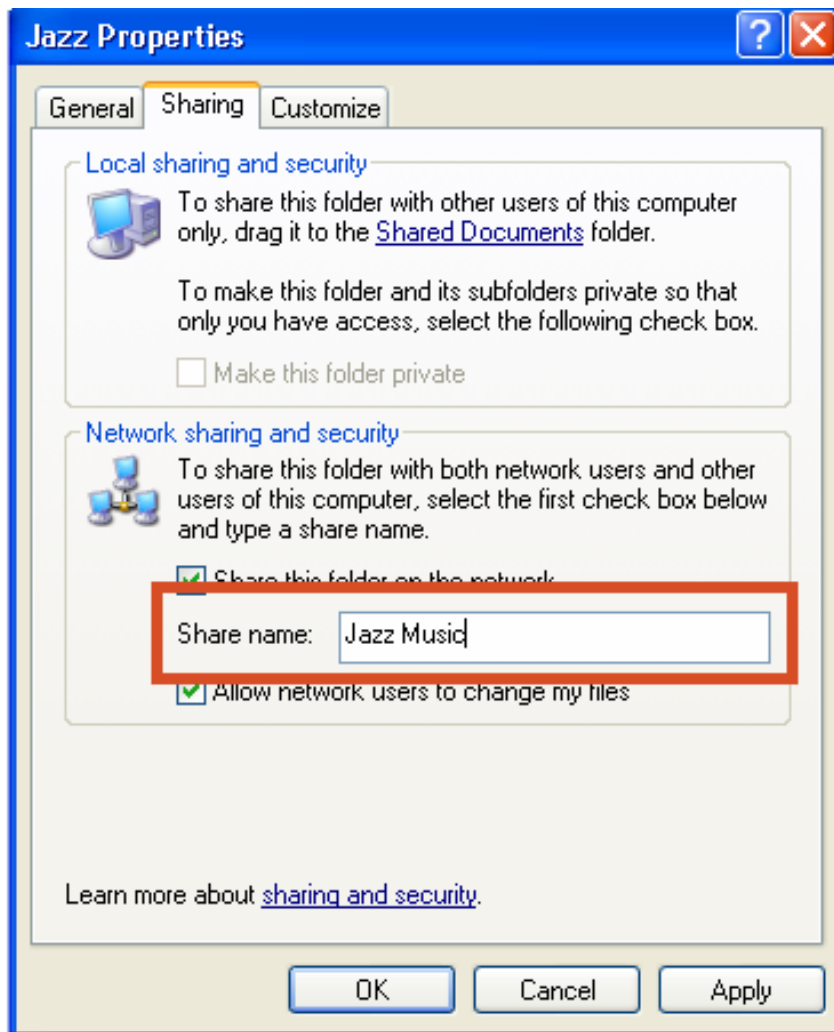 Jazz Properties
General Sharing Customize
Local sharing and security
To share this folder with other users of this computer
only, drag it to the Shared Documents folder.
To make this folder and its subfolders private so that
only you have access, select the following check box.
Make this folder private
Network sharing and security
To share this folder with both network users and other
users of this computer, select the first check box below
and type a share name.
Share this folder on the network
Share name: Jazz Music
Allow network users to change my files
Learn more about sharing and security.
OK Cancel Apply